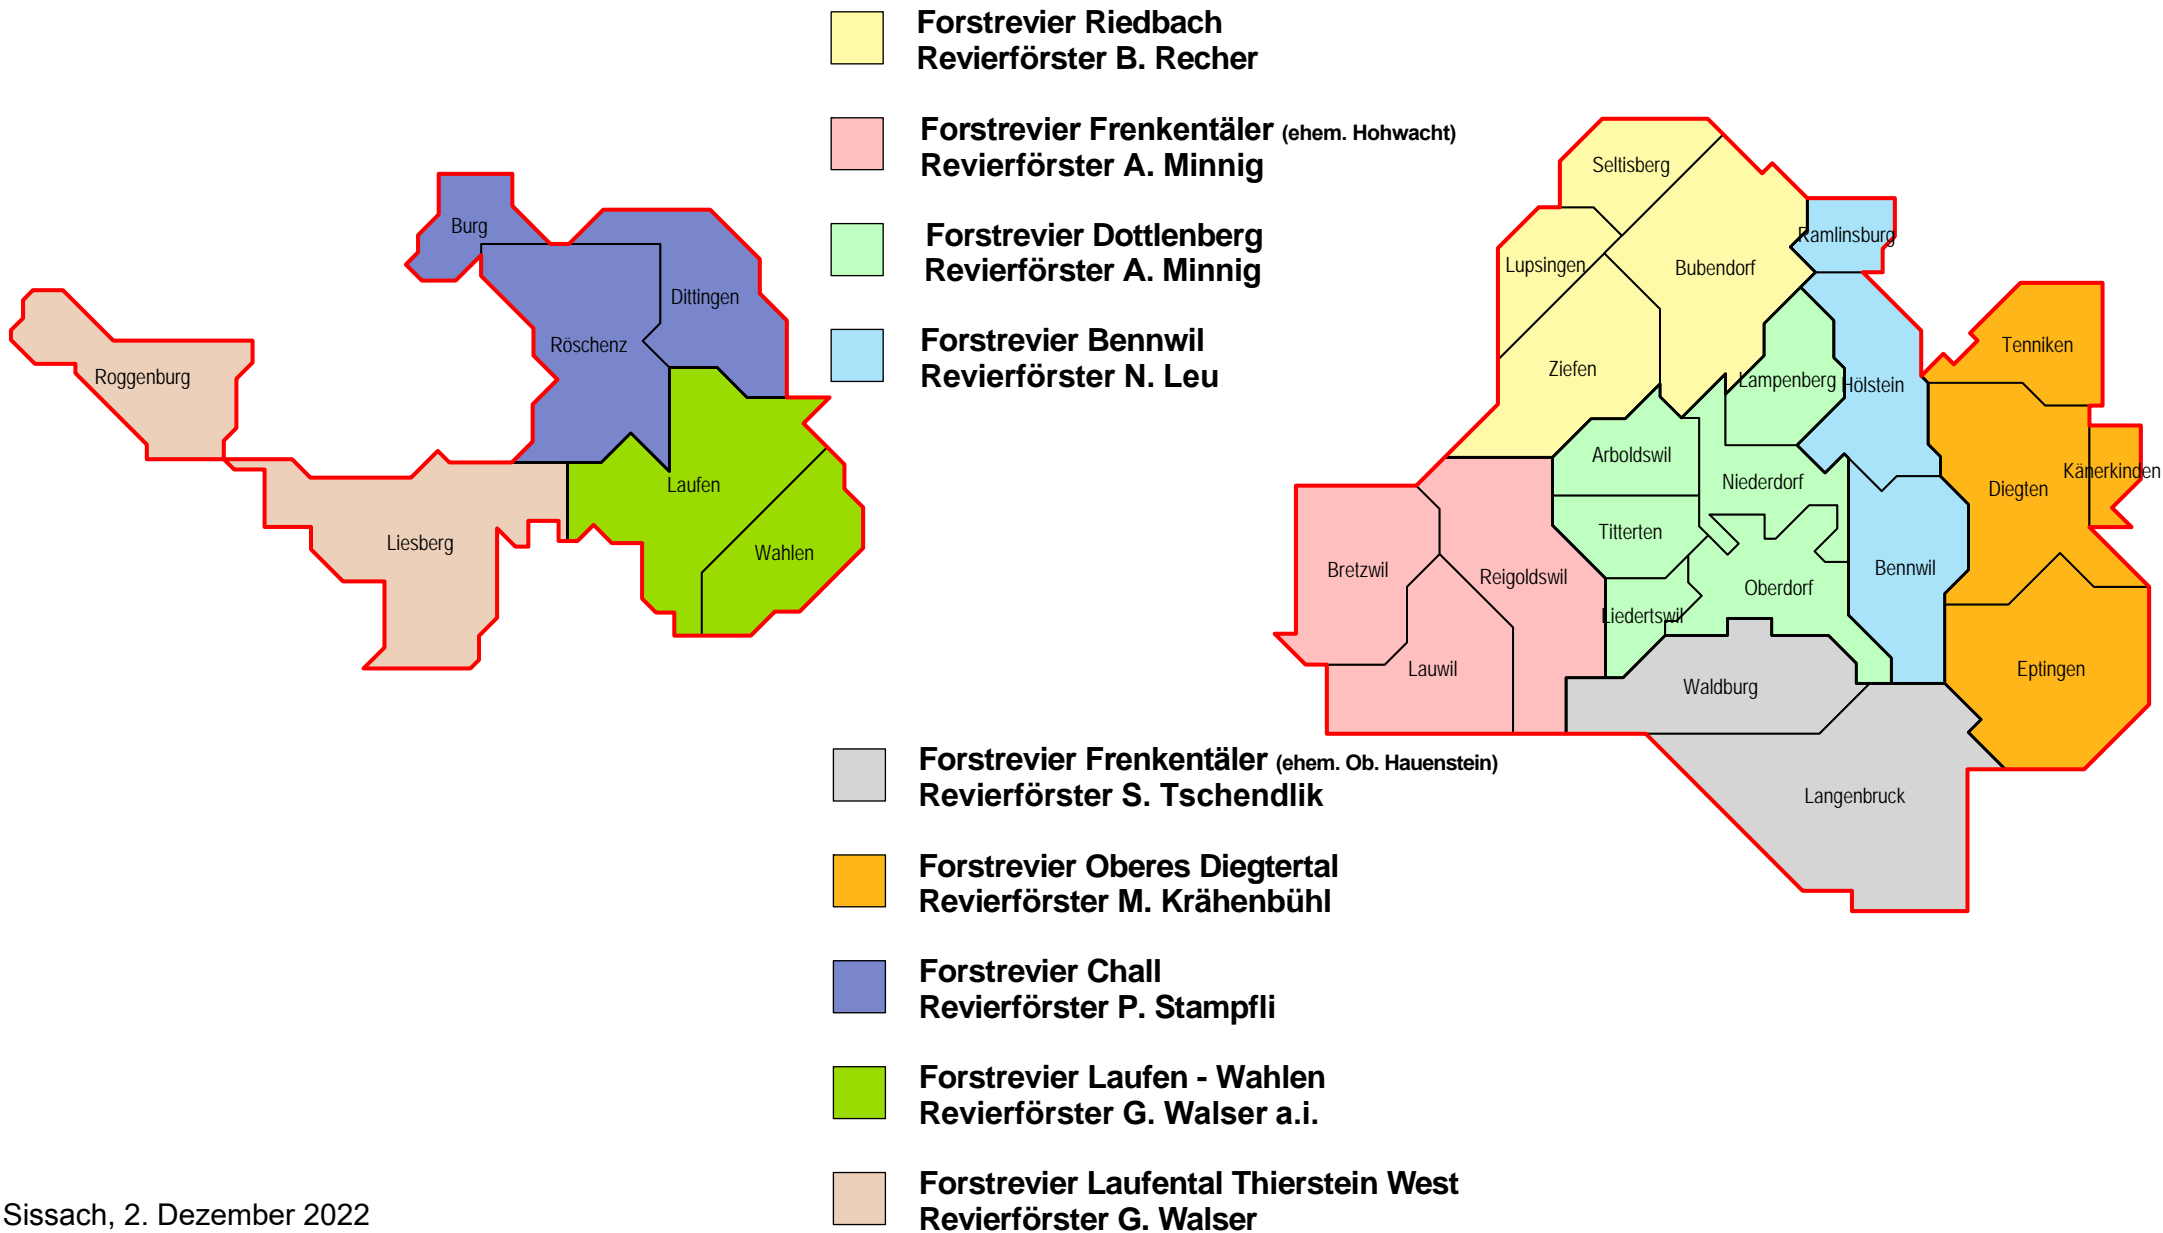 Forstrevier Riedbach
Revierförster B. Recher
Forstrevier Frenkentäler (ehem. Hohwacht)
Revierförster A. Minnig
Forstrevier Dottlenberg
Revierförster A. Minnig
Forstrevier Bennwil
Revierförster N. Leu
Burg
Dittingen
Röschenz
Roggenburg
Laufen
Liesberg
Wahlen
Seltisberg
Ramlinsburg
Lupsingen
Bubendorf
Tenniken
Ziefen
Lampenberg
Hölstein
Arboldswil
Känerkinden
Niederdorf
Diegten
Titterten
Bretzwil
Reigoldswil
Bennwil
Oberdorf
Liedertswil
Lauwil
Eptingen
Waldburg
Langenbruck
Forstrevier Frenkentäler (ehem. Ob. Hauenstein)
Revierförster S. Tschendlik
Forstrevier Oberes Diegtertal
Revierförster M. Krähenbühl
Forstrevier Chall
Revierförster P. Stampfli
Forstrevier Laufen - Wahlen
Revierförster G. Walser a.i.
Forstrevier Laufental Thierstein West
Revierförster G. Walser
Sissach, 2. Dezember 2022